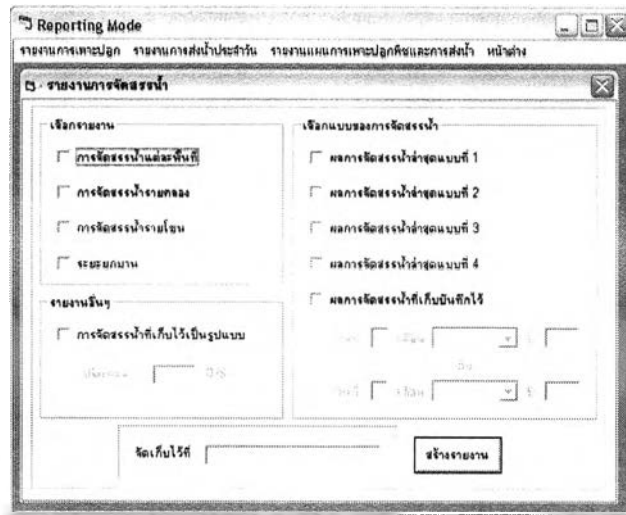 Reporting Mode
รายงานการเพาะปลูก รายงานการส่งน้ำประจำวัน รายงานแผนการเพาะปลูกพืชและการส่งน้ำ หน้าต่าง
รายงานการจัดสรรน้ำ
เลือกรายงาน
การจัดสรรน้ำแต่ละพื้นที่
การจัดสรรน้ำรายคลอง
การจัดสรรน้ำรายโซน
ระยะยกบาน
รายงานอื่นๆ
การจัดสรรน้ำที่เก็บไว้เป็นรูปแบบ
เลือกแบบของการจัดสรรน้ำ
ผลการจัดสรรน้ำล่าสุดแบบที่ 1
ผลการจัดสรรน้ำล่าสุดแบบที่ 2
ผลการจัดสรรน้ำล่าสุดแบบที่ 3
ผลการจัดสรรน้ำล่าสุดแบบที่ 4
ผลการจัดสรรน้ำที่เก็บบันทึกไว้
เดือน ปี
ถึง
วันที่ เดือน ปี
จัดเก็บไว้ที่
สร้างรายงาน